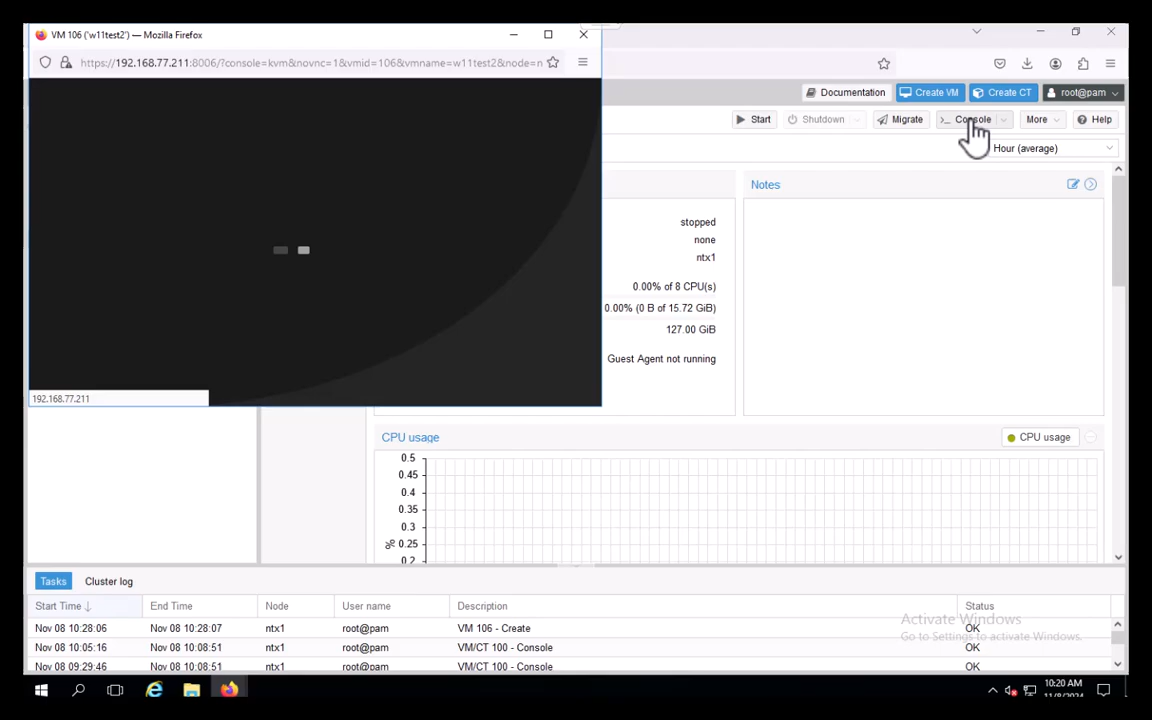 VM 106 ('w11test2') — Mozilla Firefox
https://192.168.77.211:8006/?console=kvm&novnc=1&vmid=106&vmname=w11test2&node=n
Documentation
Create VM
Create CT
root@pam
Start
Shutdown
Migrate
>_ Console
More
Help
Hour (average)
Notes
stopped
none
ntx1
0.00% of 8 CPU(s)
0.00% (0 B of 15.72 GiB)
127.00 GiB
Guest Agent not running
192.168.77.211
CPU usage
CPU usage
0.5
0.45
0.4
0.35
0.3
% 0.25
0.2
Tasks
Cluster log
Start Time End Time Node User name Description Status
Nov 08 10:28:06 Nov 08 10:28:07 ntx1 root@pam VM 106 - Create OK
Nov 08 10:05:16 Nov 08 10:08:51 ntx1 root@pam VM/CT 100 - Console OK
Nov 08 09:29:46 Nov 08 10:08:51 ntx1 root@pam VM/CT 100 - Console OK
Activate Windows
Go to Settings to activate Windows.
10:20 AM
11/8/2024